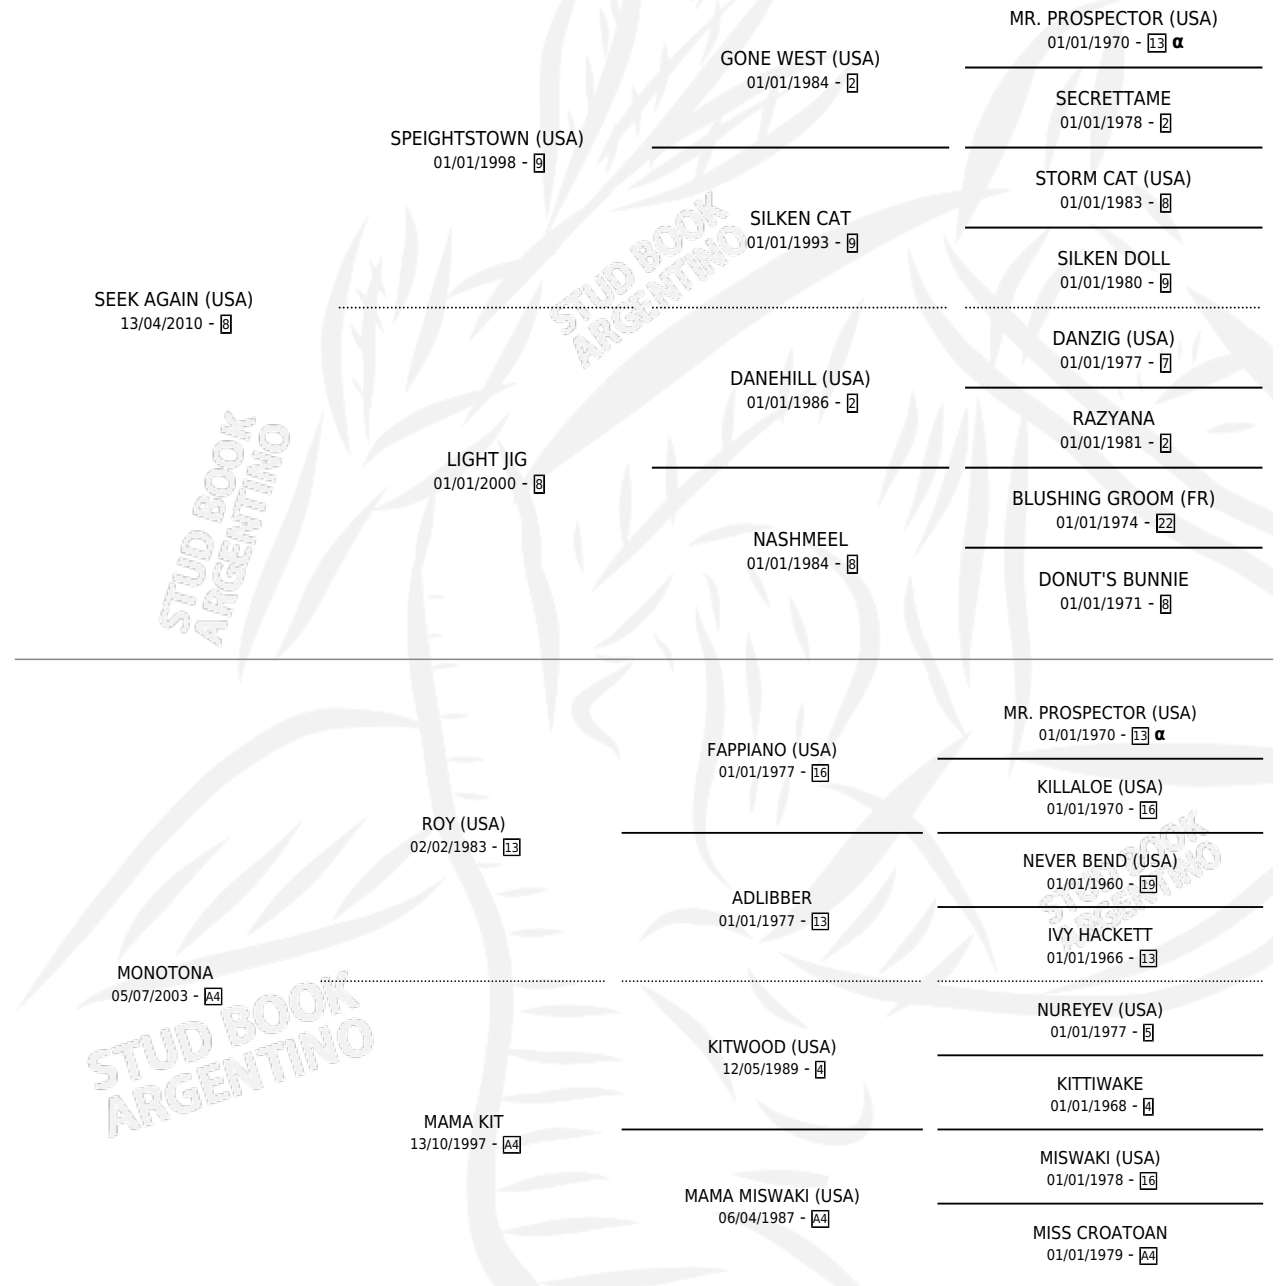 MR. PROSPECTOR (USA)
01/01/1970 - 13 α
GONE WEST (USA)
01/01/1984 - 2
SECRETTAME
01/01/1978 - 2
SPEIGHTSTOWN (USA)
01/01/1998 - 9
STORM CAT (USA)
01/01/1983 - 8
SILKEN CAT
01/01/1993 - 9
SILKEN DOLL
01/01/1980 - 9
SEEK AGAIN (USA)
13/04/2010 - 8
DANZIG (USA)
01/01/1977 - 7
DANEHILL (USA)
01/01/1986 - 2
RAZYANA
01/01/1981 - 2
LIGHT JIG
01/01/2000 - 8
BLUSHING GROOM (FR)
01/01/1974 - 22
NASHMEEL
01/01/1984 - 8
DONUT'S BUNNIE
01/01/1971 - 8
MR. PROSPECTOR (USA)
01/01/1970 - 13 α
FAPPIANO (USA)
01/01/1977 - 16
KILLALOE (USA)
01/01/1970 - 16
ROY (USA)
02/02/1983 - 13
NEVER BEND (USA)
01/01/1960 - 19
ADLIBBER
01/01/1977 - 13
IVY HACKETT
01/01/1966 - 13
MONOTONA
05/07/2003 - A4
NUREYEV (USA)
01/01/1977 - 5
KITWOOD (USA)
12/05/1989 - 4
KITTIWAKE
01/01/1968 - 4
MAMA KIT
13/10/1997 - A4
MISWAKI (USA)
01/01/1978 - 16
MAMA MISWAKI (USA)
06/04/1987 - A4
MISS CROATOAN
01/01/1979 - A4
STUD BOOK
ARGENTINO
STUD BOOK
ARGENTINO
STUD BOOK
ARGENTINO
STUD BOOK
ARGENTINO